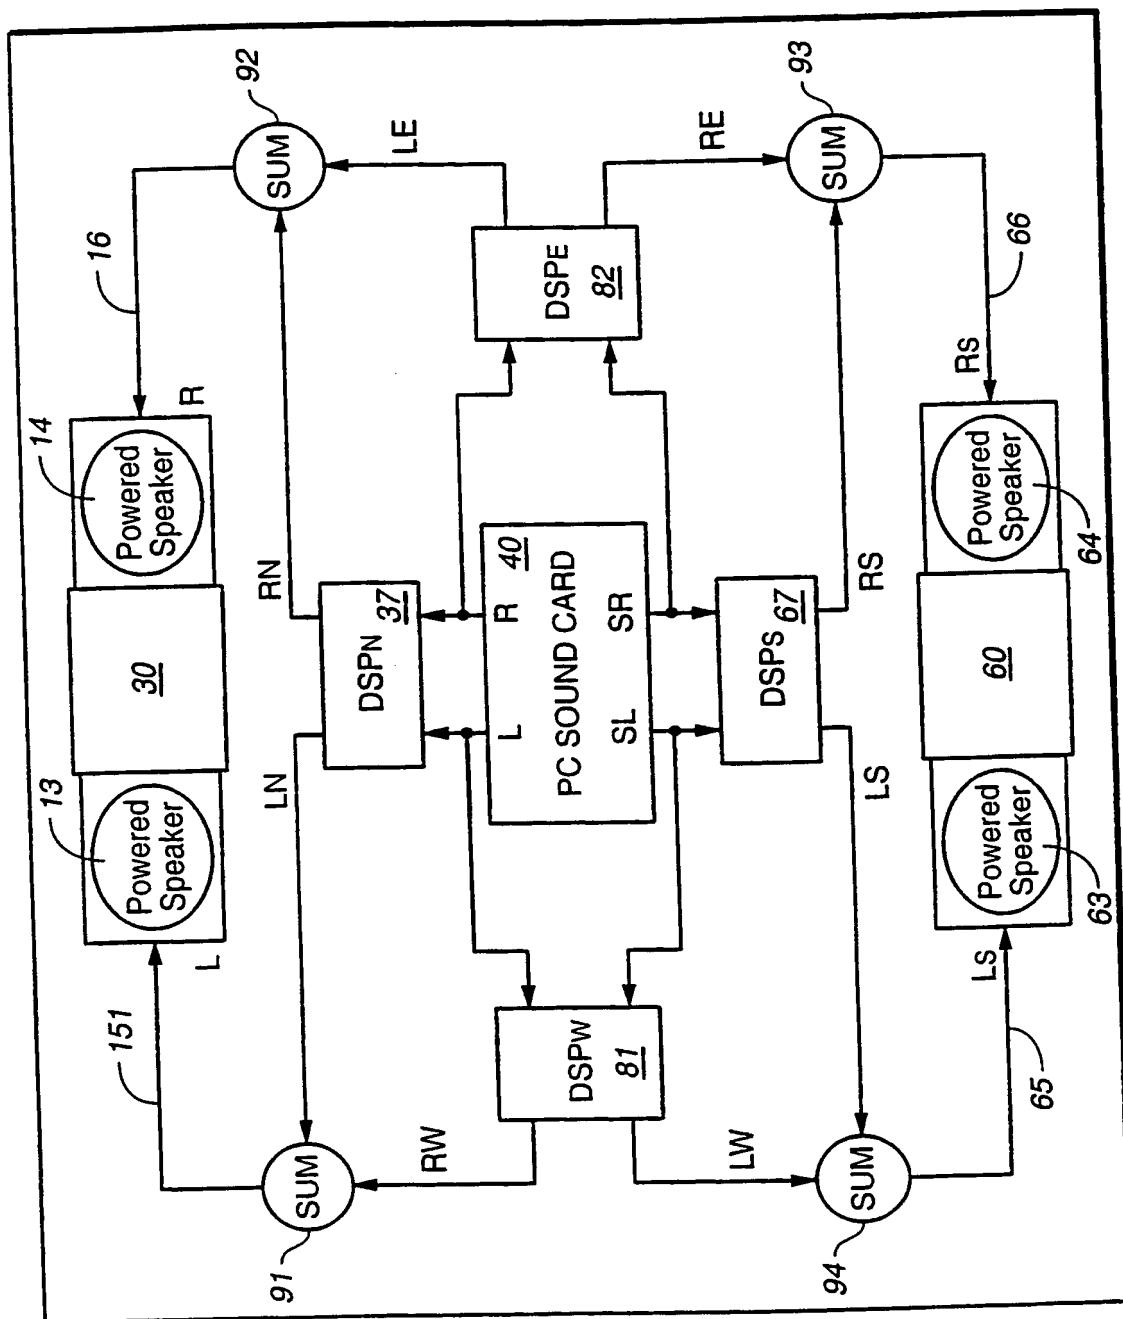 92
93
SUM
SUM
LE
RE
16
66
DSPE
82
RS
R
14
Powered
Speaker
Powered
Speaker
64
RN
RS
40
R
SR
PC SOUND CARD
L
SL
DSPN
37
DSPS
67
30
60
LN
LS
13
Powered
Speaker
Powered
Speaker
63
L
LS
151
65
DSPW
81
RW
LW
SUM
SUM
91
94